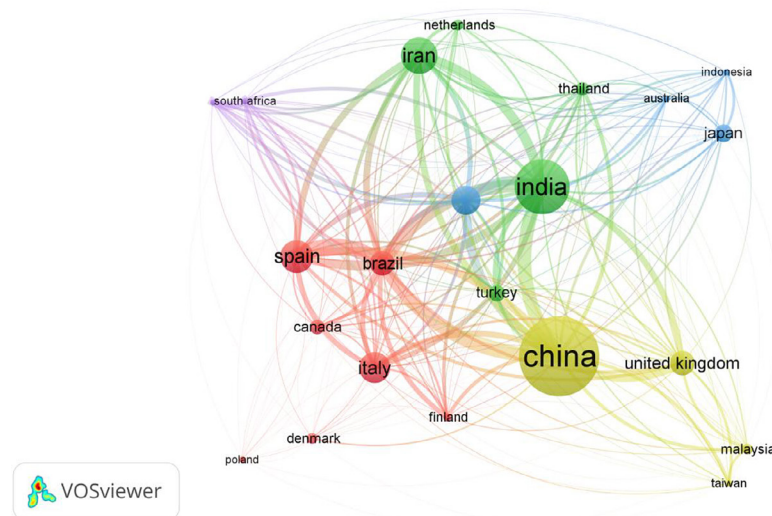 netherlands
iran
indonesia
thailand
south africa
australia
japan
india
spain
brazil
turkey
canada
china
united kingdom
italy
finland
denmark
malaysia
poland
taiwan
VOSviewer